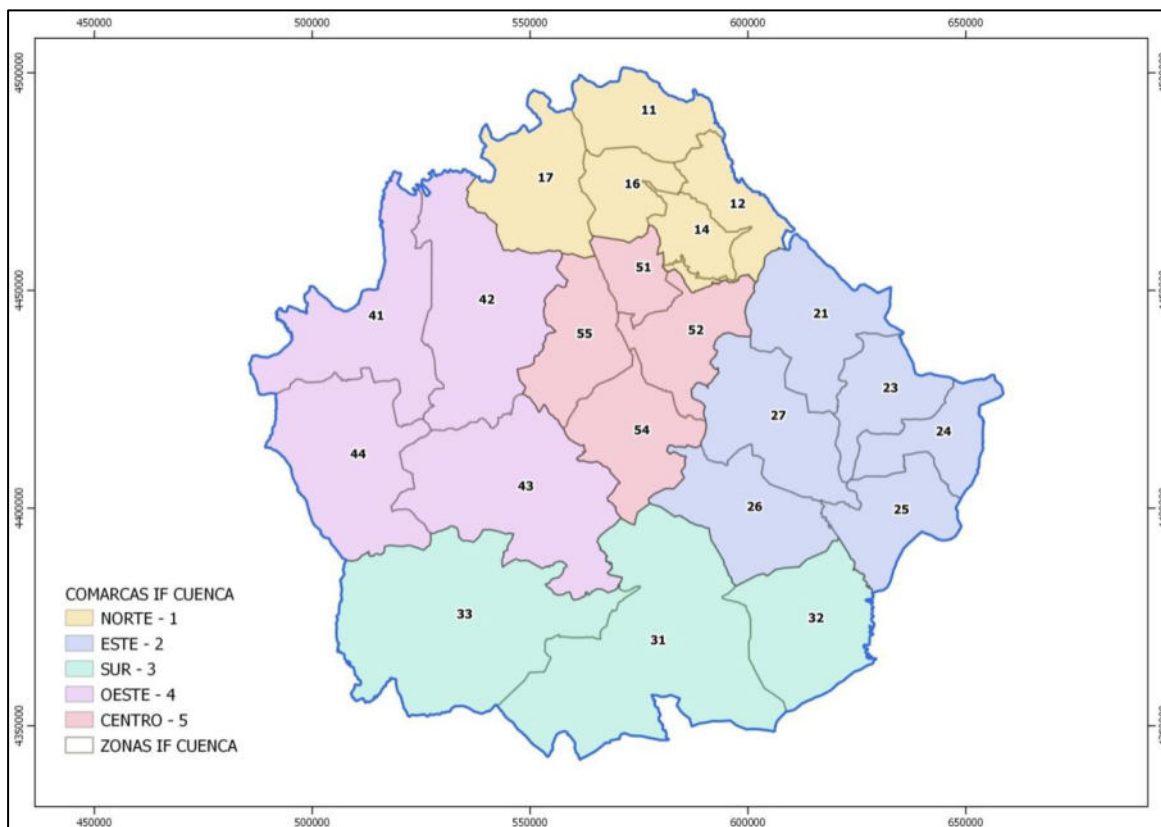 450000 500000 550000 600000 650000
4500000
4450000
4400000
4350000
11
17
16
12
14
51
42
21
41
55
52
23
27
24
54
44
43
26
25
33
32
31
COMARCAS IF CUENCA
NORTE - 1
ESTE - 2
SUR - 3
OESTE - 4
CENTRO - 5
ZONAS IF CUENCA
450000 500000 550000 600000 650000